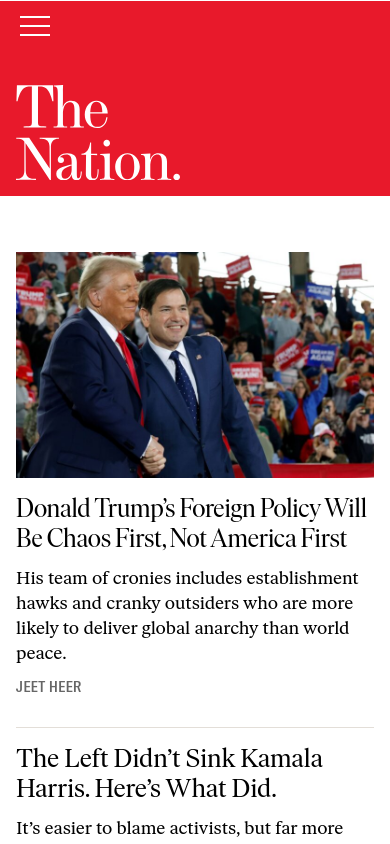 The
Nation.
Donald Trump’s Foreign Policy Will
Be Chaos First, Not America First
His team of cronies includes establishment
hawks and cranky outsiders who are more
likely to deliver global anarchy than world
peace.
JEET HEER
The Left Didn’t Sink Kamala
Harris. Here’s What Did.
It’s easier to blame activists, but far more